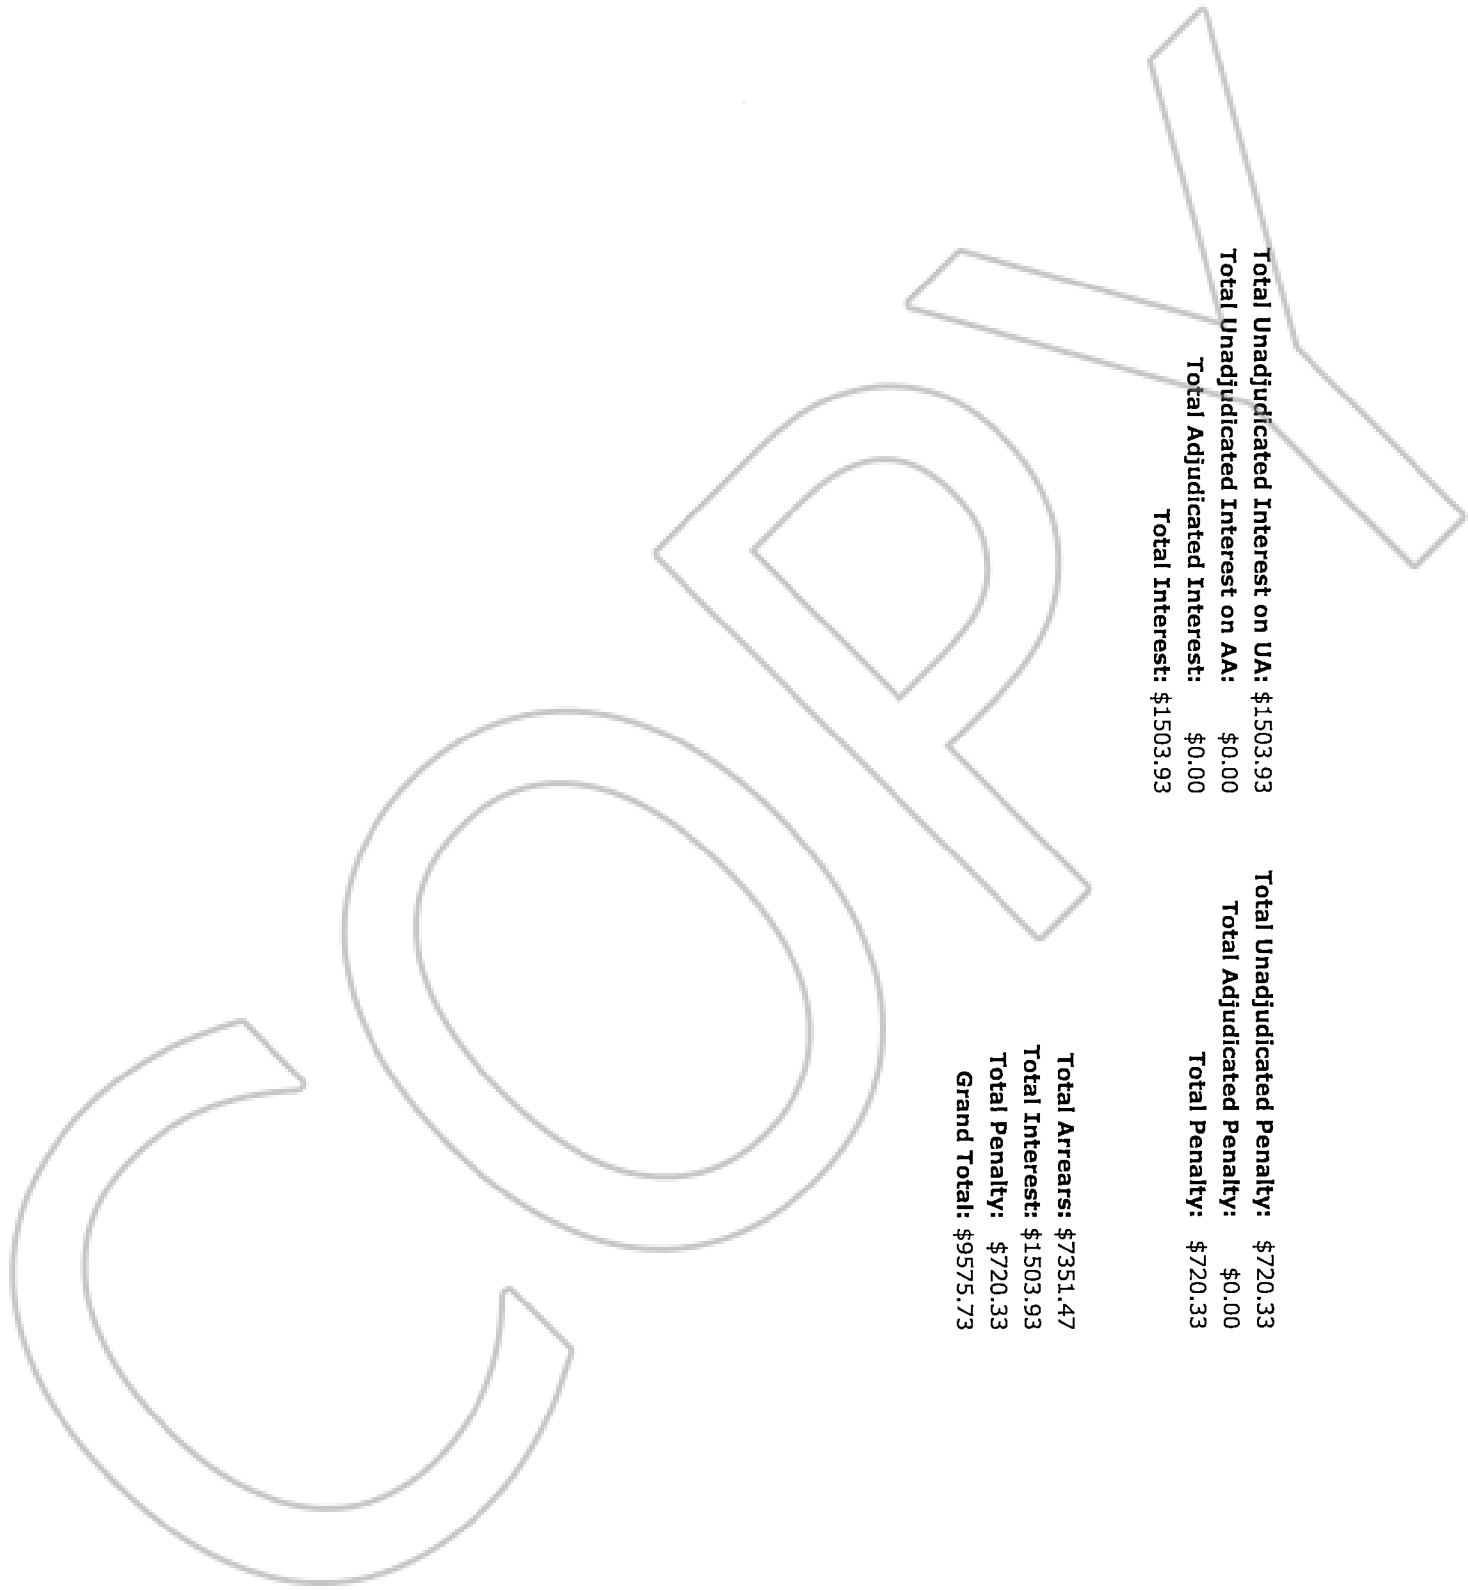 Total Unadjudicated Interest on UA: $1503.93
Total Unadjudicated Interest on AA: $0.00
Total Adjudicated Interest: $0.00
Total Interest: $1503.93
Total Unadjudicated Penalty: $720.33
Total Adjudicated Penalty: $0.00
Total Penalty: $720.33
Total Arrears: $7351.47
Total Interest: $1503.93
Total Penalty: $720.33
Grand Total: $9575.73
COPY